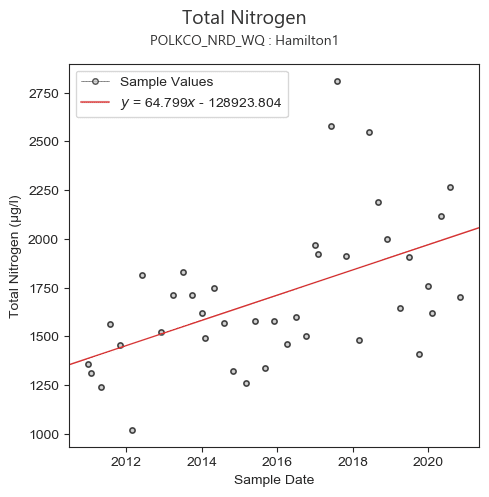 Total Nitrogen
POLKCO_NRD_WQ : Hamilton1
Sample Values
y = 64.799x - 128923.804
2750
2500
2250
2000
1750
1500
1250
1000
Total Nitrogen (µg/l)
2012 2014 2016 2018 2020
Sample Date